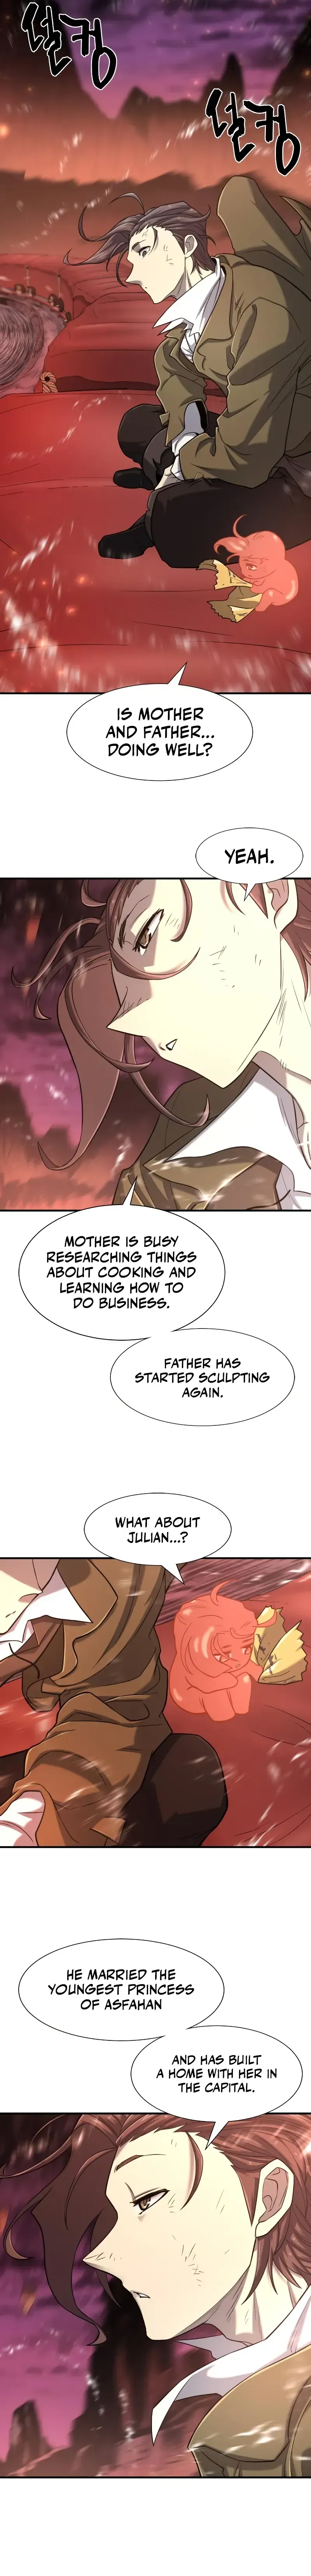 덜컹
덜컹
IS MOTHER
AND FATHER...
DOING WELL?
YEAH.
MOTHER IS BUSY
RESEARCHING THINGS
ABOUT COOKING AND
LEARNING HOW TO
DO BUSINESS.
FATHER HAS
STARTED SCULPTING
AGAIN.
WHAT ABOUT
JULIAN...?
HE MARRIED THE
YOUNGEST PRINCESS
OF ASFAHAN
AND HAS BUILT
A HOME WITH HER IN
THE CAPITAL.